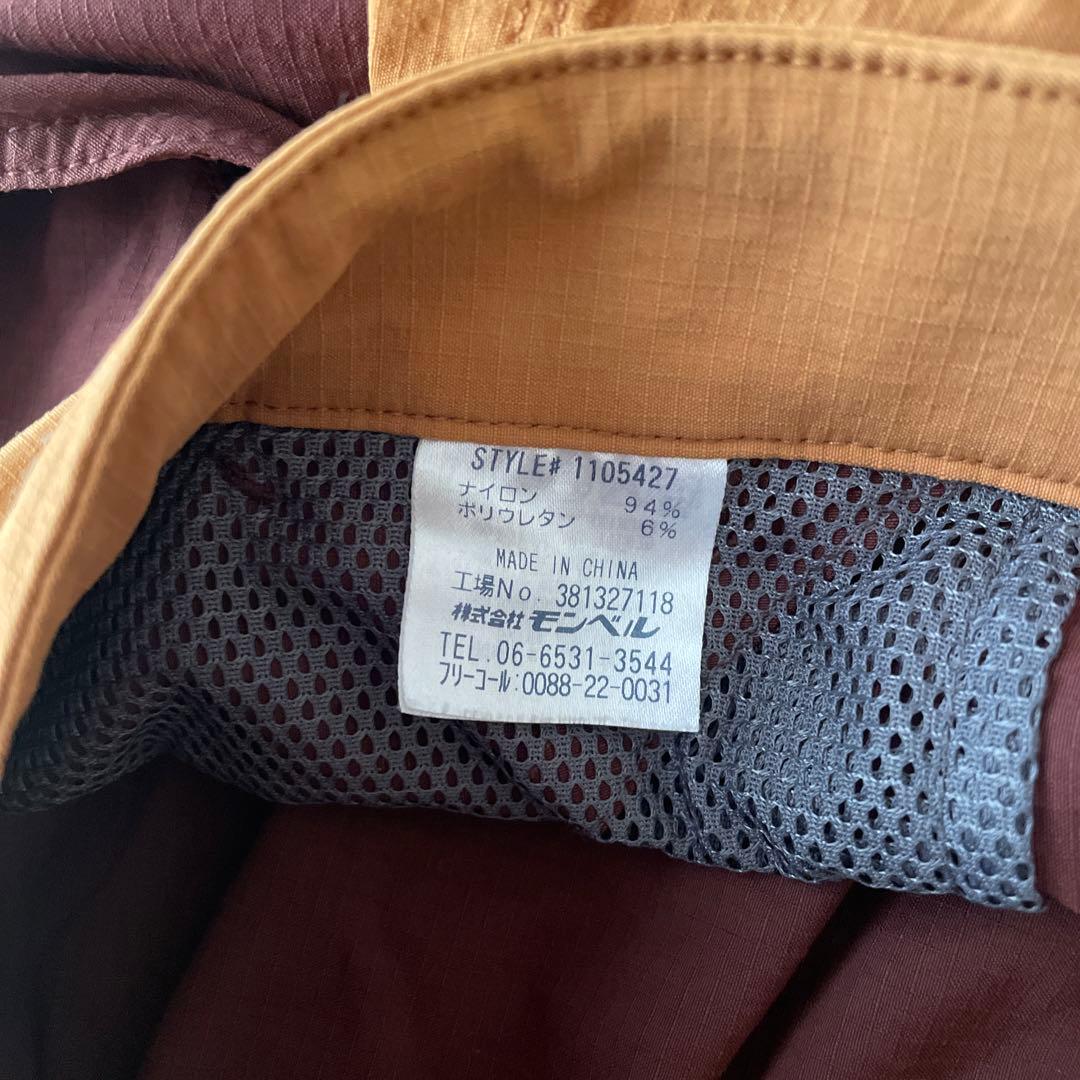 STYLE# 1105427
ナイロン 94%
ポリウレタン 6%
MADE IN CHINA
工場No. 381327118
株式会社 モンベル
TEL.06-6531-3544
フリーコール:0088-22-0031